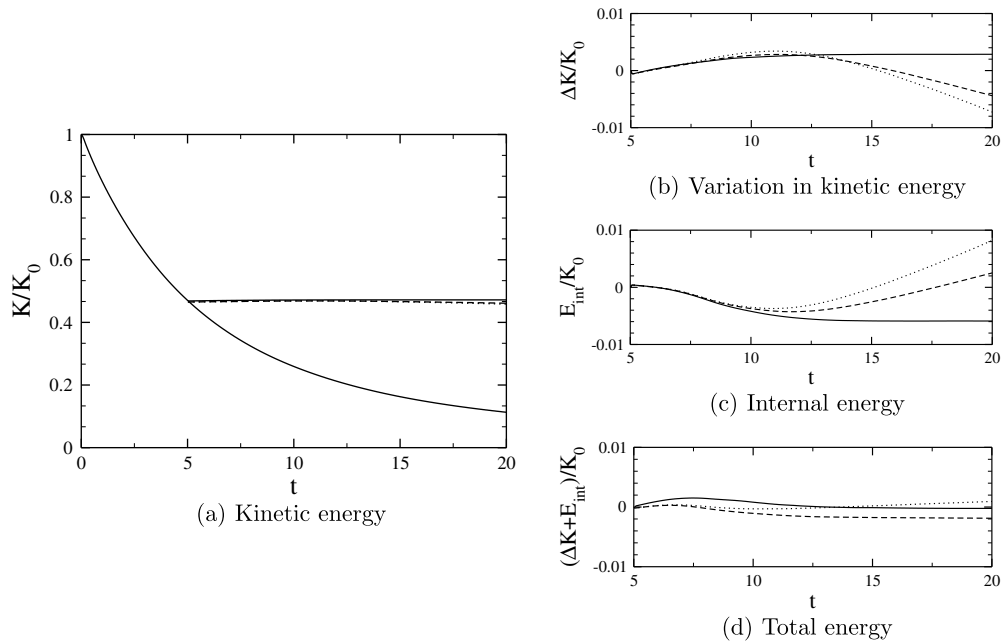 1
0.8
0.6
0.4
0.2
0
K/K0
0
5
10
15
20
t
(a) Kinetic energy
0.01
0
-0.01
ΔK/K0
5
10
15
20
t
(b) Variation in kinetic energy
0.01
0
-0.01
Eint/K0
5
10
15
20
t
(c) Internal energy
0.01
0
-0.01
(ΔK+Eint)/K0
5
10
15
20
t
(d) Total energy